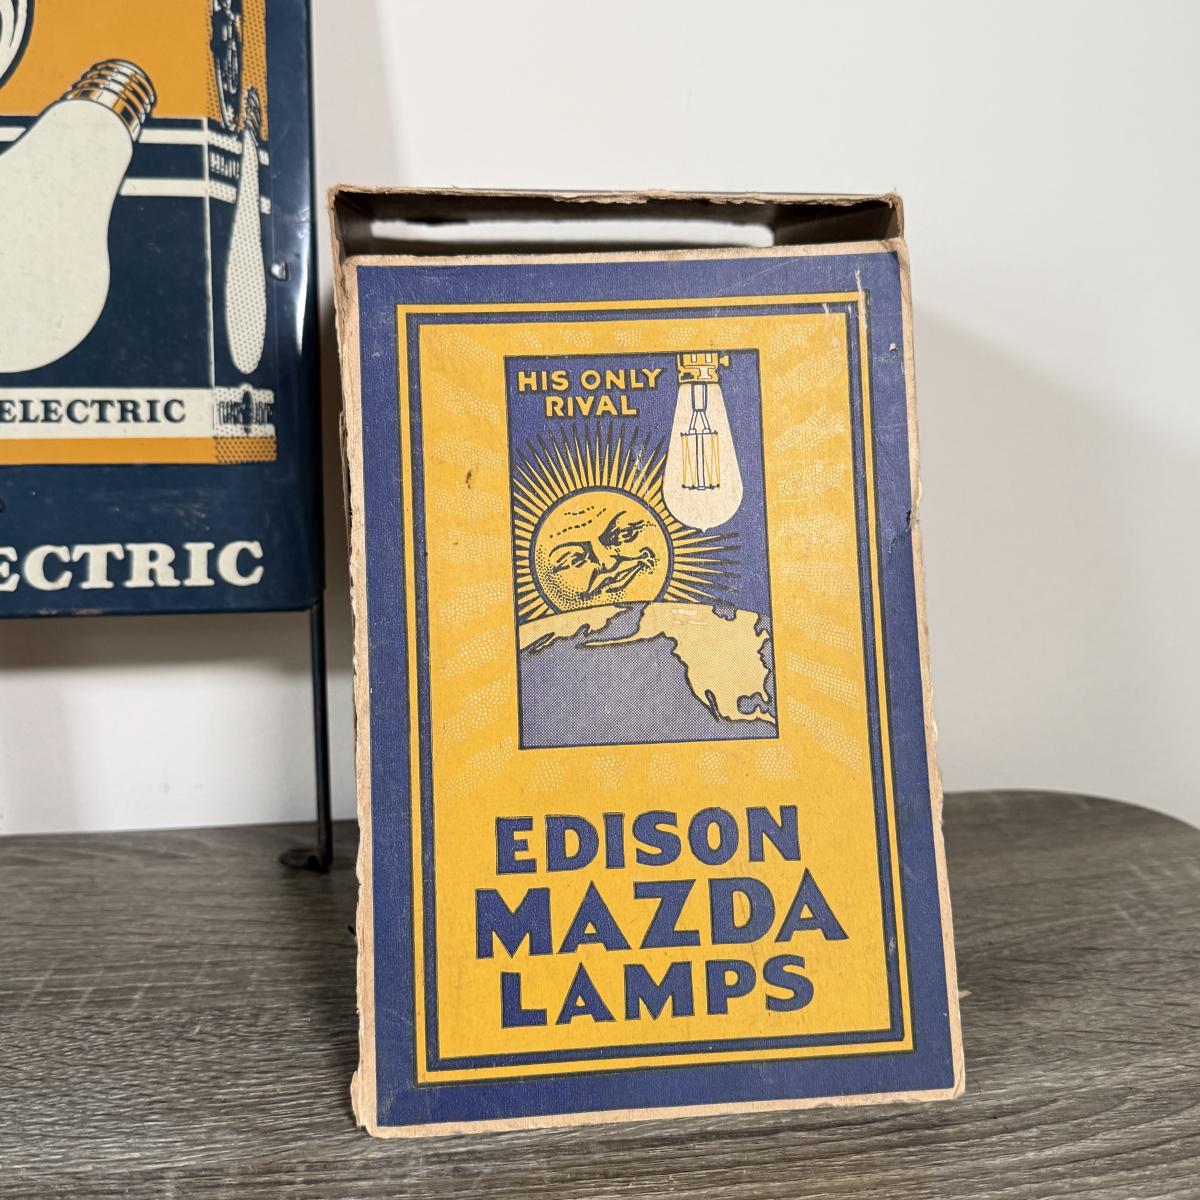 ELECTRIC
ECTRIC
HIS ONLY
RIVAL
EDISON
MAZDA
LAMPS